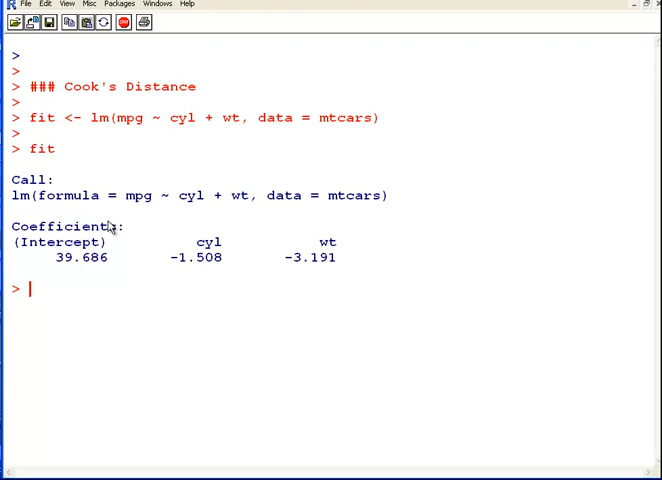 File Edit View Misc Packages Windows Help
>
>
> ### Cook's Distance
>
> fit <- lm(mpg ~ cyl + wt, data = mtcars)
>
> fit
Call:
lm(formula = mpg ~ cyl + wt, data = mtcars)
Coefficients:
(Intercept) cyl wt
39.686 -1.508 -3.191
>